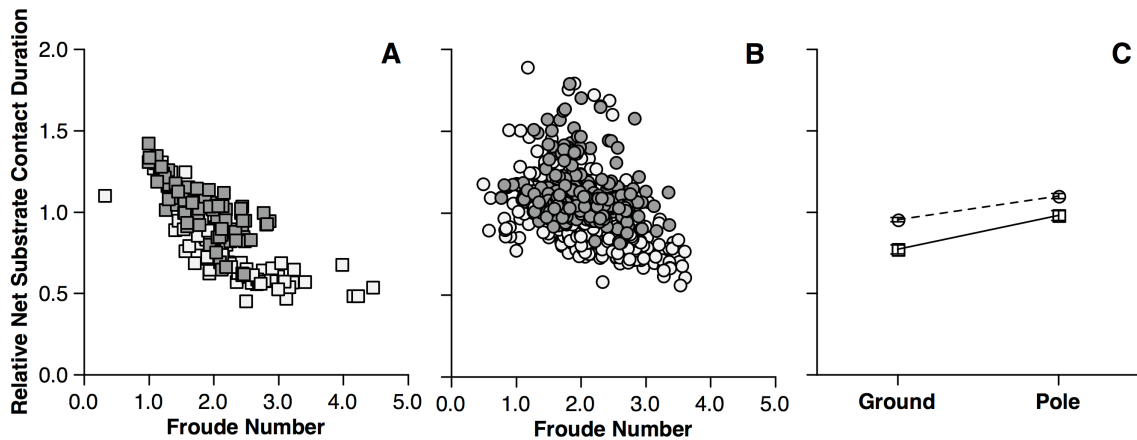 Relative Net Substrate Contact Duration
2.0
1.5
1.0
0.5
0.0
A
0.0 1.0 2.0 3.0 4.0 5.0
Froude Number
B
0.0 1.0 2.0 3.0 4.0 5.0
Froude Number
C
Ground Pole